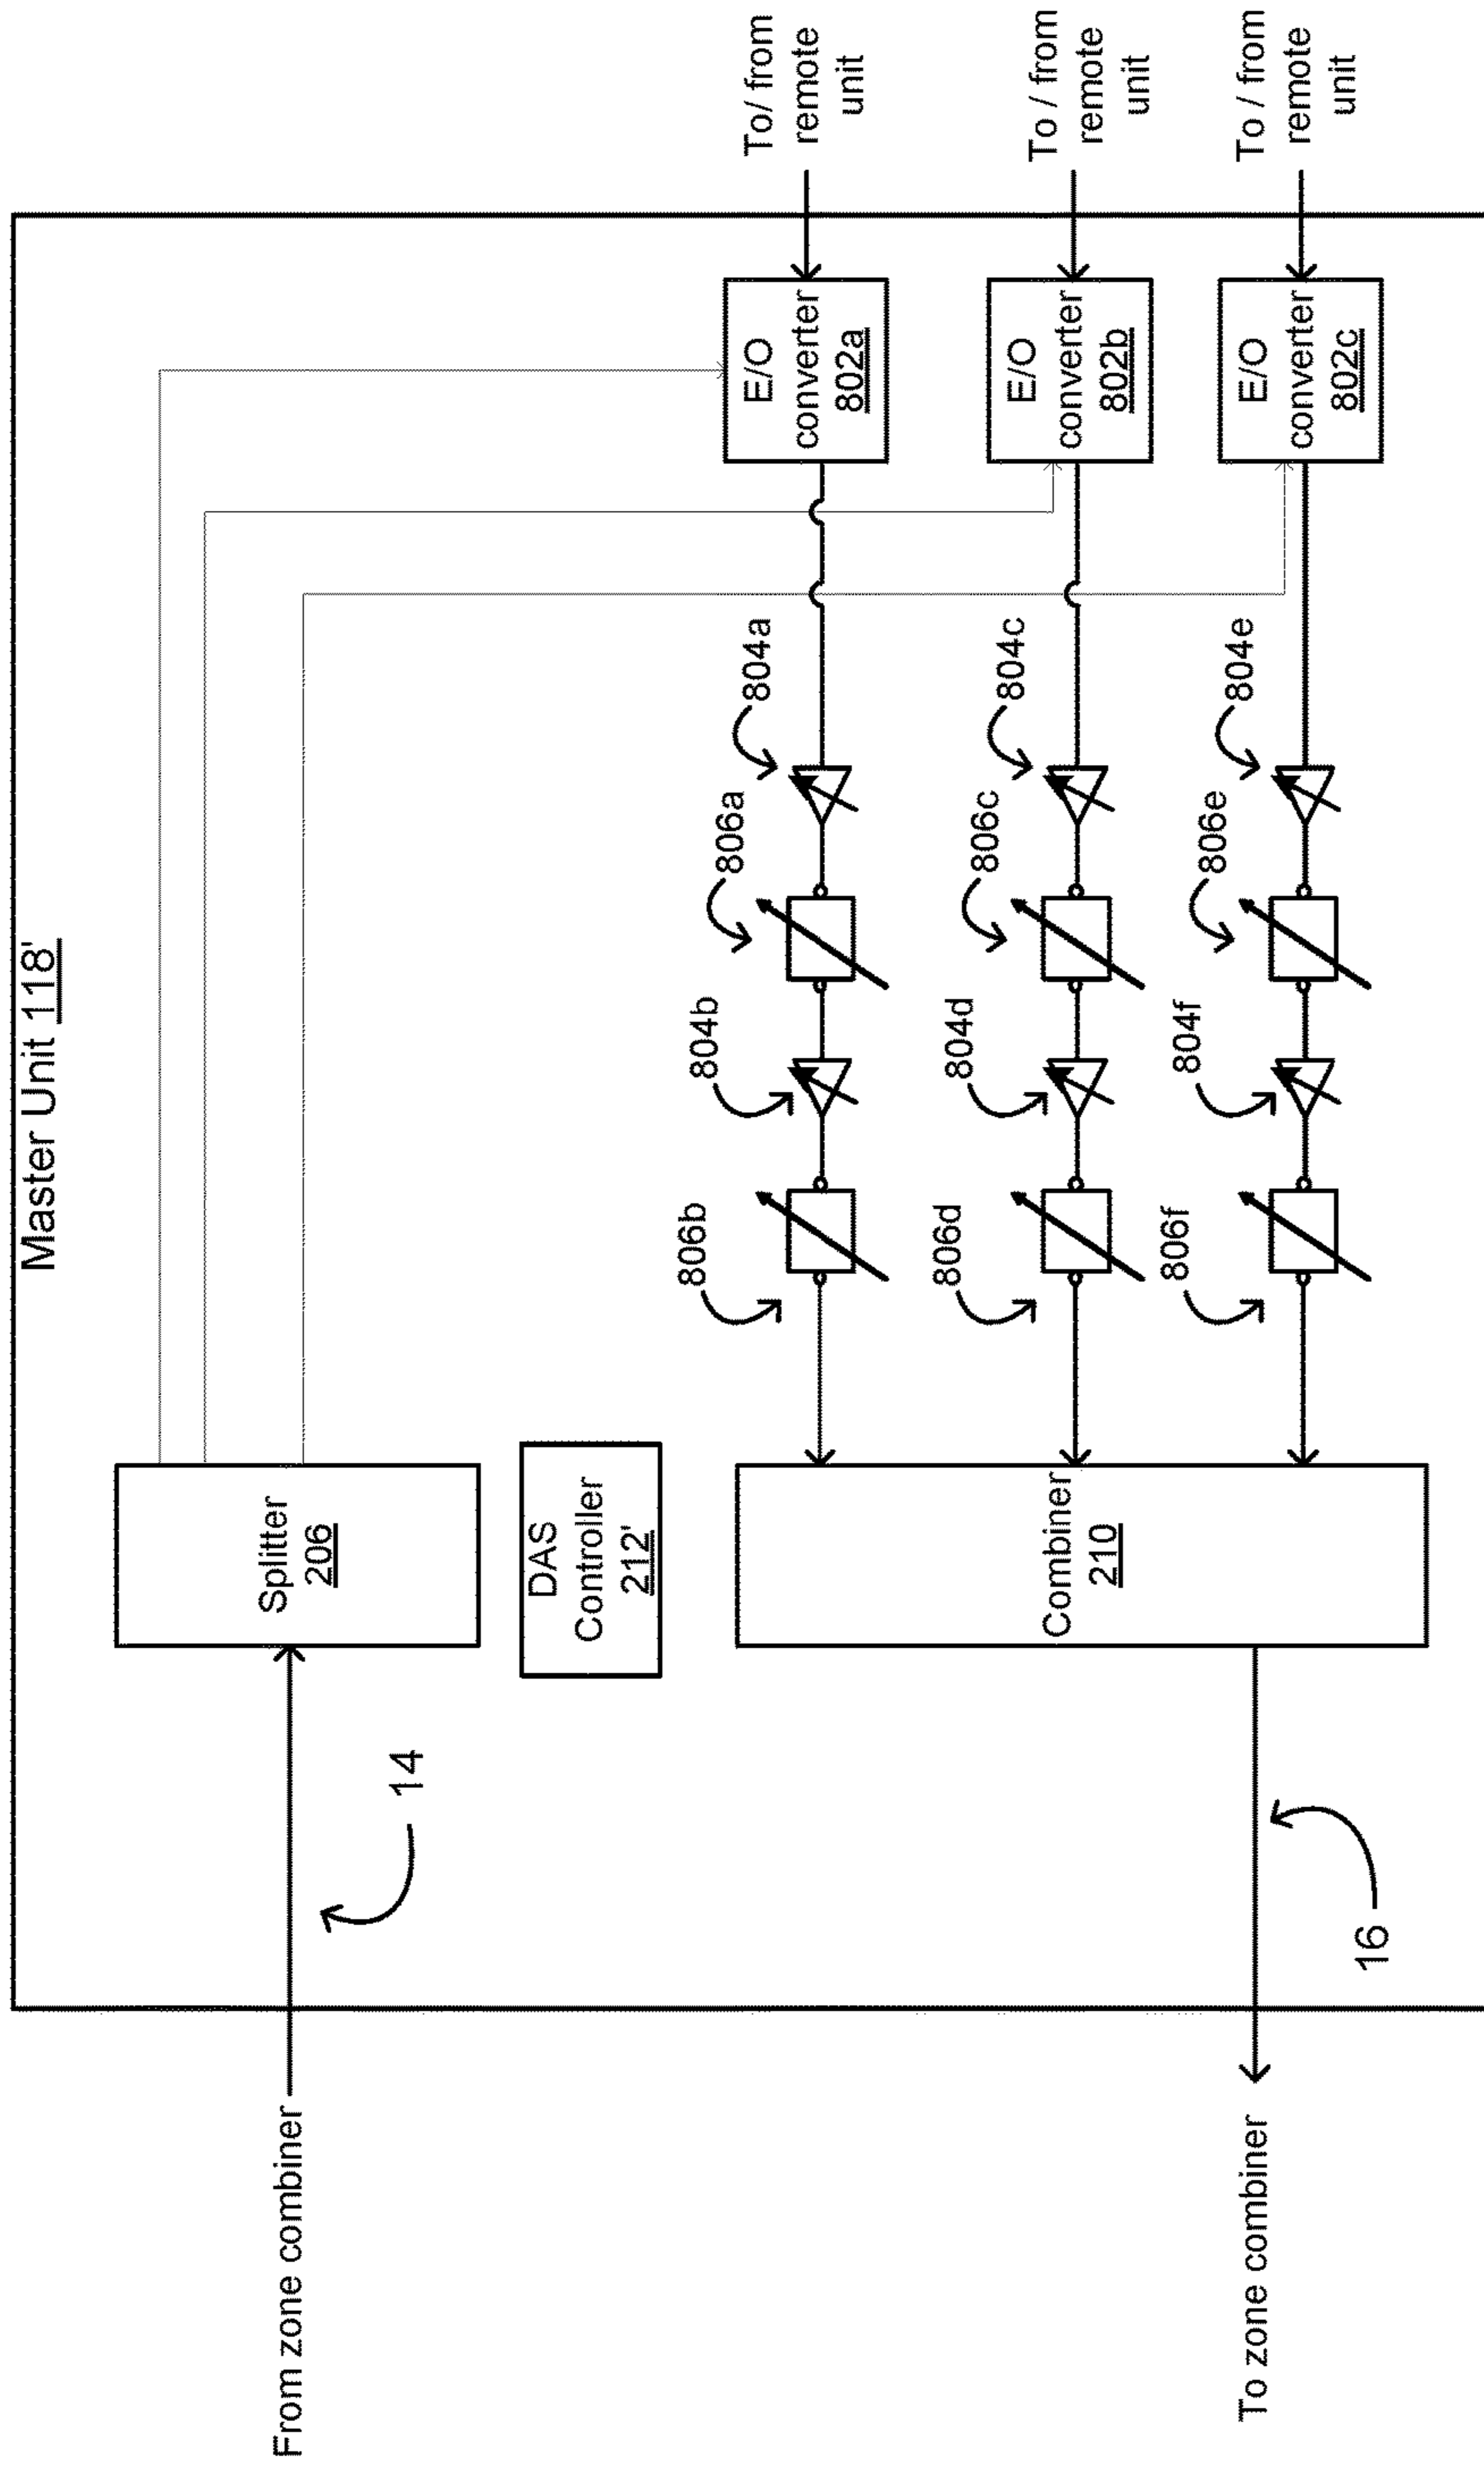 Master Unit 118'
From zone combiner
14
Splitter
206
DAS
Controller
212'
To/ from
remote
unit
E/O
converter
802a
804a
806a
804b
806b
To / from
remote
unit
E/O
converter
802b
804c
806c
804d
806d
To / from
remote
unit
E/O
converter
802c
804e
806e
804f
806f
Combiner
210
16
To zone combiner